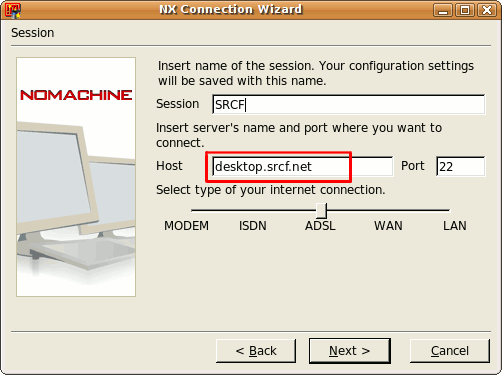 NX Connection Wizard
Session
NOMACHINE
Insert name of the session. Your configuration settings
will be saved with this name.
Session SRCF
Insert server's name and port where you want to
connect.
Host desktop.srcf.net Port 22
Select type of your internet connection.
MODEM ISDN ADSL WAN LAN
< Back Next > Cancel